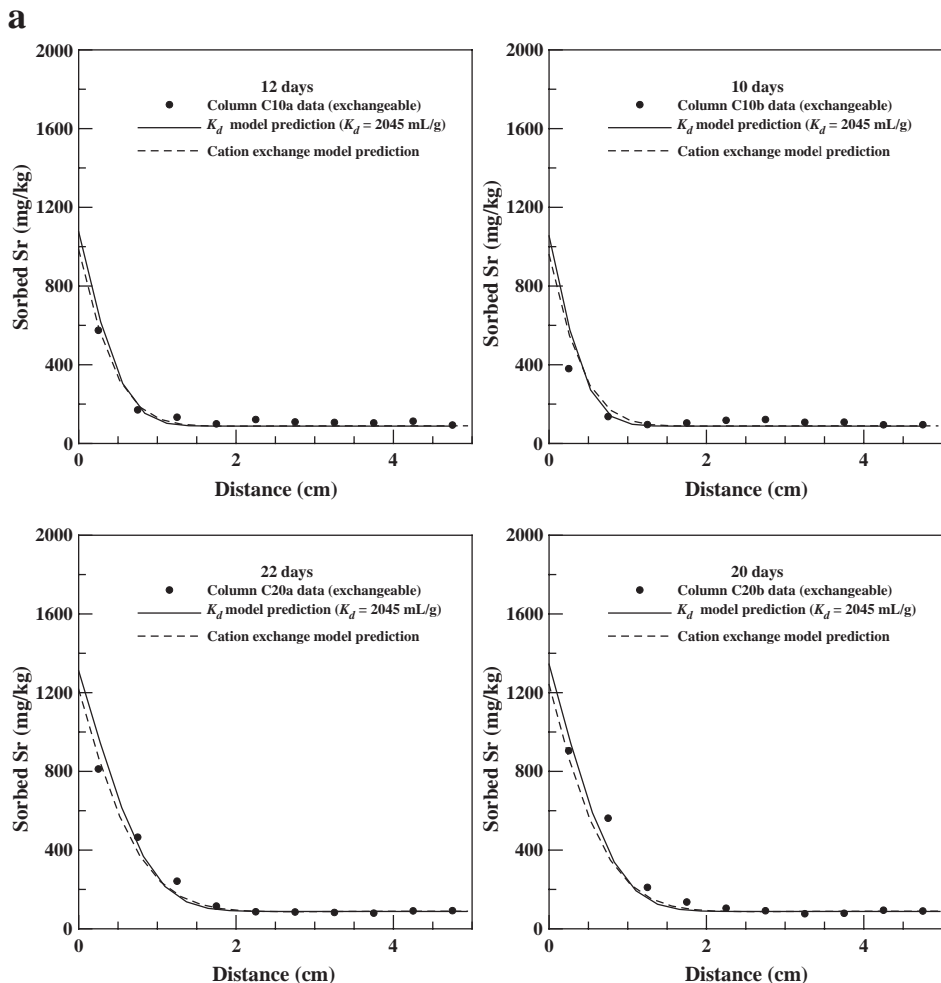 a
2000
1600
1200
800
400
0
Sorbed Sr (mg/kg)
12 days
Column C10a data (exchangeable)
K_d model prediction (K_d = 2045 mL/g)
Cation exchange model prediction
0 2 4
Distance (cm)
2000
1600
1200
800
400
0
Sorbed Sr (mg/kg)
10 days
Column C10b data (exchangeable)
K_d model prediction (K_d = 2045 mL/g)
Cation exchange model prediction
0 2 4
Distance (cm)
2000
1600
1200
800
400
0
Sorbed Sr (mg/kg)
22 days
Column C20a data (exchangeable)
K_d model prediction (K_d = 2045 mL/g)
Cation exchange model prediction
0 2 4
Distance (cm)
2000
1600
1200
800
400
0
Sorbed Sr (mg/kg)
20 days
Column C20b data (exchangeable)
K_d model prediction (K_d = 2045 mL/g)
Cation exchange model prediction
0 2 4
Distance (cm)